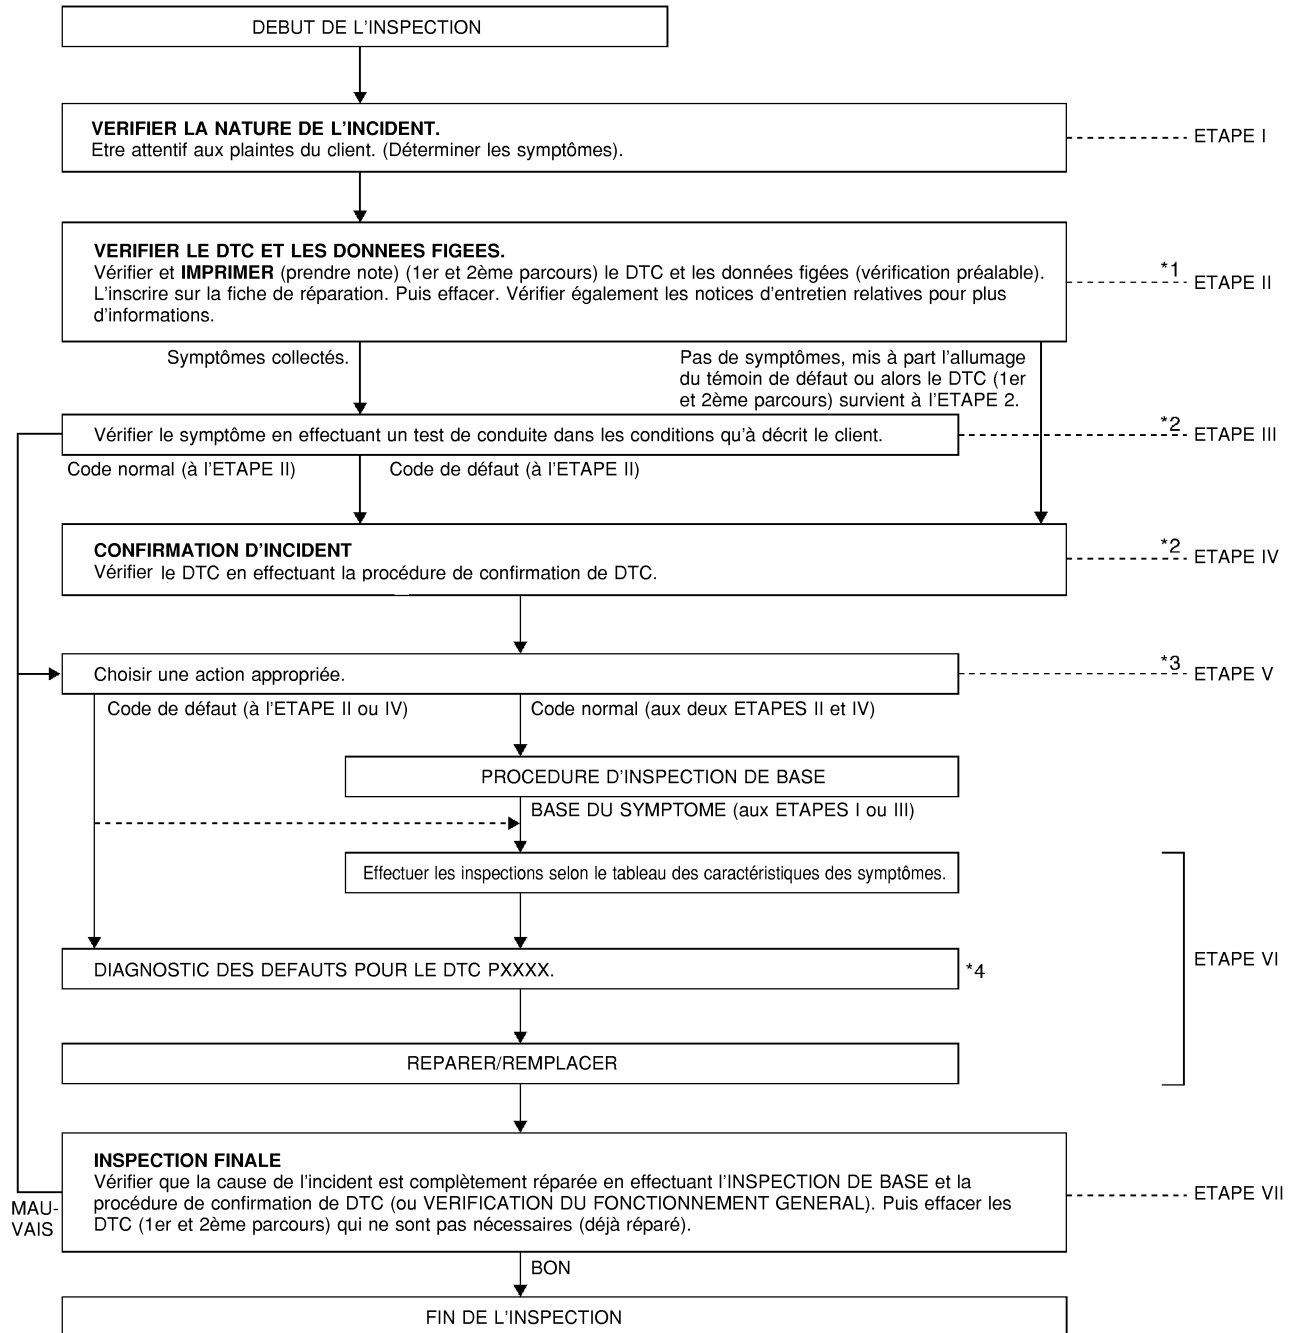 DEBUT DE L'INSPECTION
VERIFIER LA NATURE DE L'INCIDENT.
Etre attentif aux plaintes du client. (Déterminer les symptômes).
ETAPE I
VERIFIER LE DTC ET LES DONNEES FIGEES.
Vérifier et IMPRIMER (prendre note) (1er et 2ème parcours) le DTC et les données figées (vérification préalable).
L'inscrire sur la fiche de réparation. Puis effacer. Vérifier également les notices d'entretien relatives pour plus
d'informations.
*1
ETAPE II
Symptômes collectés.
Pas de symptômes, mis à part l'allumage
du témoin de défaut ou alors le DTC (1er
et 2ème parcours) survient à l'ETAPE 2.
Vérifier le symptôme en effectuant un test de conduite dans les conditions qu'à décrit le client.
*2
ETAPE III
Code normal (à l'ETAPE II)
Code de défaut (à l'ETAPE II)
CONFIRMATION D'INCIDENT
Vérifier le DTC en effectuant la procédure de confirmation de DTC.
*2
ETAPE IV
Choisir une action appropriée.
*3
ETAPE V
Code de défaut (à l'ETAPE II ou IV)
Code normal (aux deux ETAPES II et IV)
PROCEDURE D'INSPECTION DE BASE
BASE DU SYMPTOME (aux ETAPES I ou III)
Effectuer les inspections selon le tableau des caractéristiques des symptômes.
ETAPE VI
DIAGNOSTIC DES DEFAUTS POUR LE DTC PXXXX.
*4
REPARER/REMPLACER
INSPECTION FINALE
Vérifier que la cause de l'incident est complètement réparée en effectuant l'INSPECTION DE BASE et la
procédure de confirmation de DTC (ou VERIFICATION DU FONCTIONNEMENT GENERAL). Puis effacer les
DTC (1er et 2ème parcours) qui ne sont pas nécessaires (déjà réparé).
ETAPE VII
MAU-
VAIS
BON
FIN DE L'INSPECTION